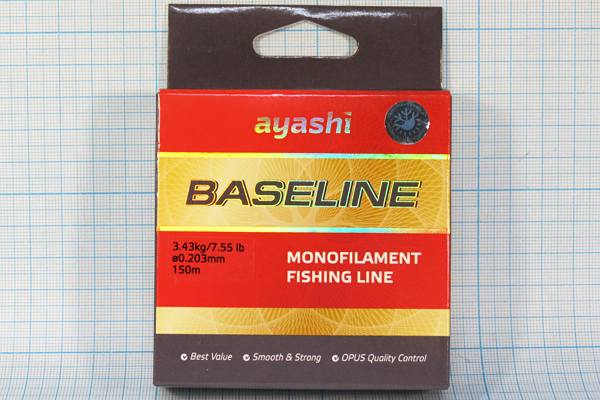 ayashi
BASELINE
3.43kg/7.55 lb
ø0.203mm
150m
MONOFILAMENT
FISHING LINE
Best Value
Smooth & Strong
OPUS Quality Control